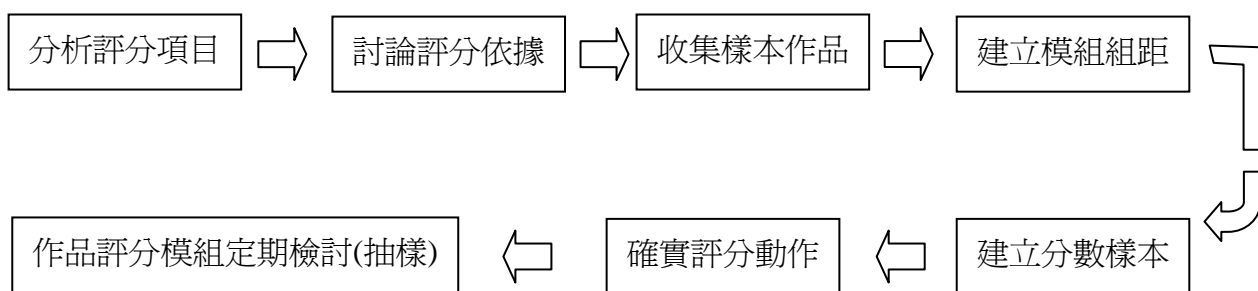 分析評分項目
討論評分依據
收集樣本作品
建立模組組距
建立分數樣本
確實評分動作
作品評分模組定期檢討(抽樣)